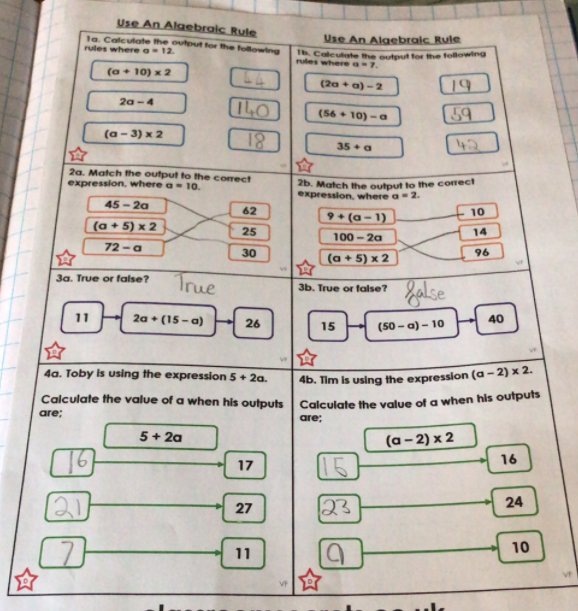 Use An Algebraic Rule
1a. Calculate the output for the following
rules where a = 12.
(a + 10) x 2
44
2a - 4
140
(a - 3) x 2
18
Use An Algebraic Rule
1b. Calculate the output for the following
rules where a = 7.
(2a + a) - 2
19
(56 + 10) - a
59
35 + a
42
2a. Match the output to the correct
expression, where a = 10.
45 - 2a
62
(a + 5) x 2
25
72 - a
30
2b. Match the output to the correct
expression, where a = 2.
9 + (a - 1)
10
100 - 2a
14
(a + 5) x 2
96
3a. True or false?
True
11
2a + (15 - a)
26
3b. True or false?
false
15
(50 - a) - 10
40
4a. Toby is using the expression 5 + 2a.
Calculate the value of a when his outputs
are;
5 + 2a
16
17
21
27
7
11
4b. Tim is using the expression (a - 2) x 2.
Calculate the value of a when his outputs
are;
(a - 2) x 2
15
16
23
24
9
10
VF